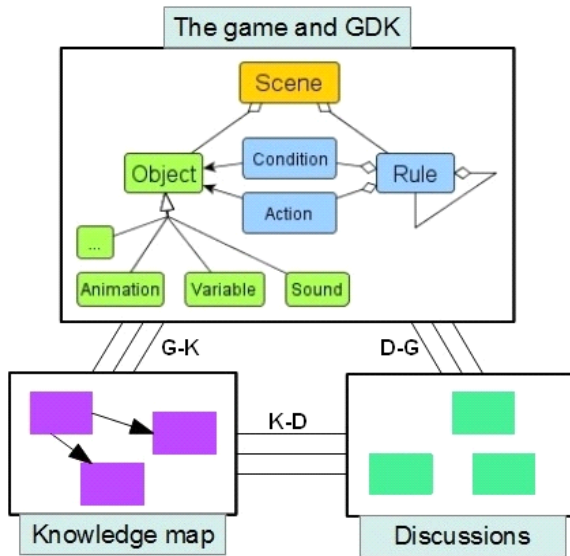 The game and GDK
Scene
Condition
Object
Rule
Action
...
Animation
Variable
Sound
G-K
D-G
K-D
Knowledge map
Discussions